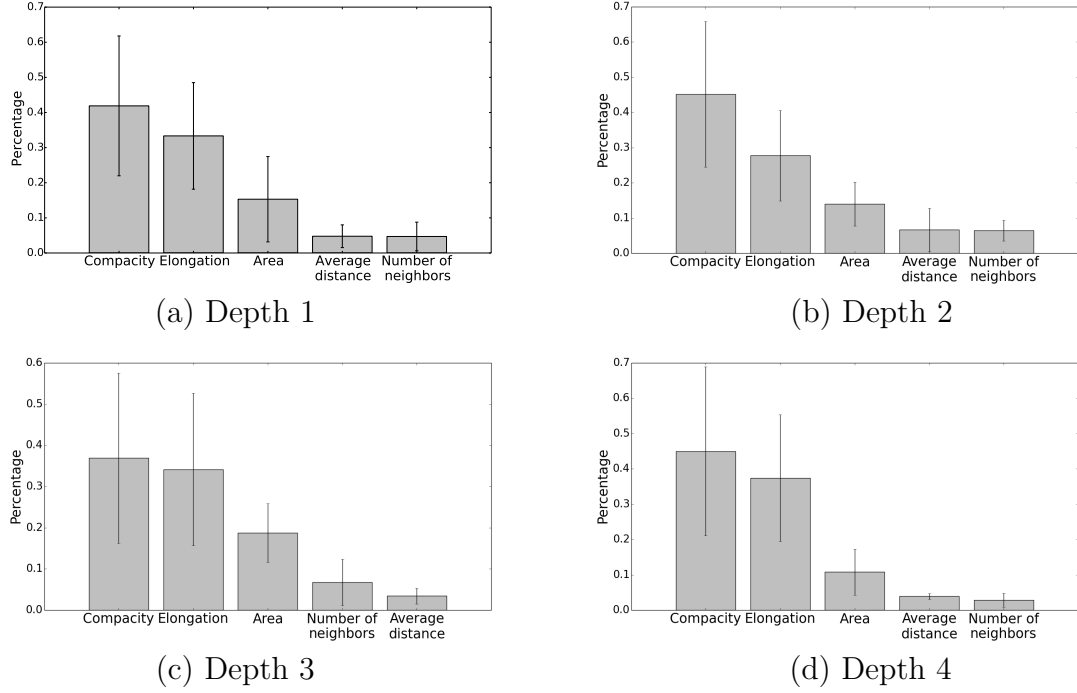 0.7
0.6
0.5
0.4
0.3
0.2
0.1
0.0
Percentage
Compacity Elongation Area Average distance Number of neighbors
(a) Depth 1
0.7
0.6
0.5
0.4
0.3
0.2
0.1
0.0
Percentage
Compacity Elongation Area Average distance Number of neighbors
(b) Depth 2
0.6
0.5
0.4
0.3
0.2
0.1
0.0
Percentage
Compacity Elongation Area Number of neighbors Average distance
(c) Depth 3
0.7
0.6
0.5
0.4
0.3
0.2
0.1
0.0
Percentage
Compacity Elongation Area Average distance Number of neighbors
(d) Depth 4